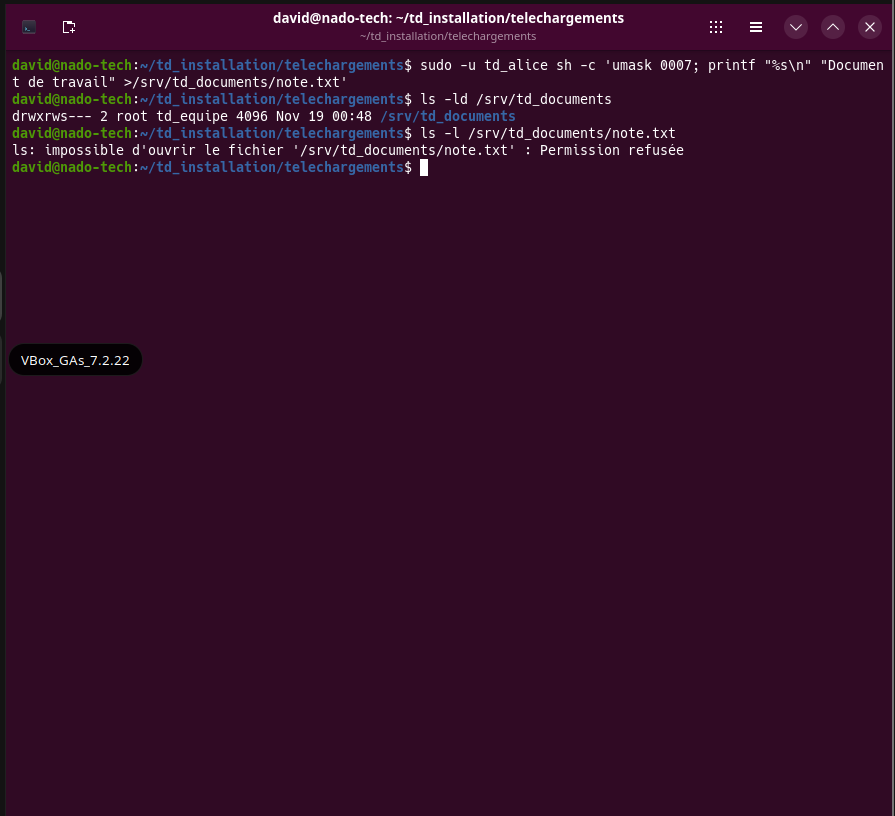 david@nado-tech: ~/td_installation/telechargements
~/td_installation/telechargements
david@nado-tech:~/td_installation/telechargements$ sudo -u td_alice sh -c 'umask 0007; printf "%s\n" "Documen
t de travail" >/srv/td_documents/note.txt'
david@nado-tech:~/td_installation/telechargements$ ls -ld /srv/td_documents
drwxrws--- 2 root td_equipe 4096 Nov 19 00:48 /srv/td_documents
david@nado-tech:~/td_installation/telechargements$ ls -l /srv/td_documents/note.txt
ls: impossible d'ouvrir le fichier '/srv/td_documents/note.txt' : Permission refusée
david@nado-tech:~/td_installation/telechargements$
VBox_GAs_7.2.22